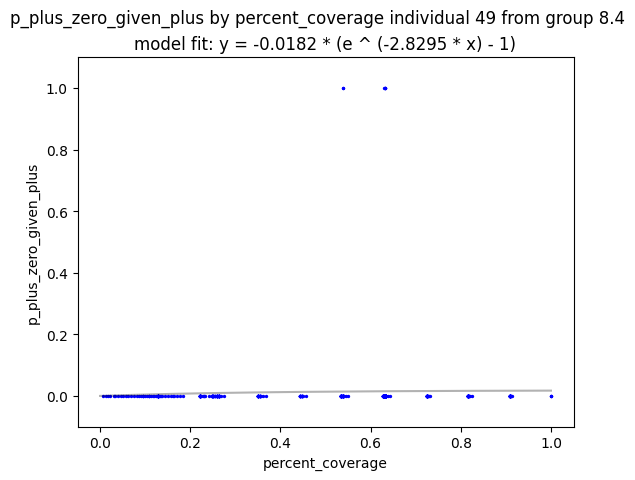 p_plus_zero_given_plus by percent_coverage individual 49 from group 8.4
model fit: y = -0.0182 * (e ^ (-2.8295 * x) - 1)
1.0
0.8
0.6
0.4
0.2
0.0
p_plus_zero_given_plus
0.0 0.2 0.4 0.6 0.8 1.0
percent_coverage